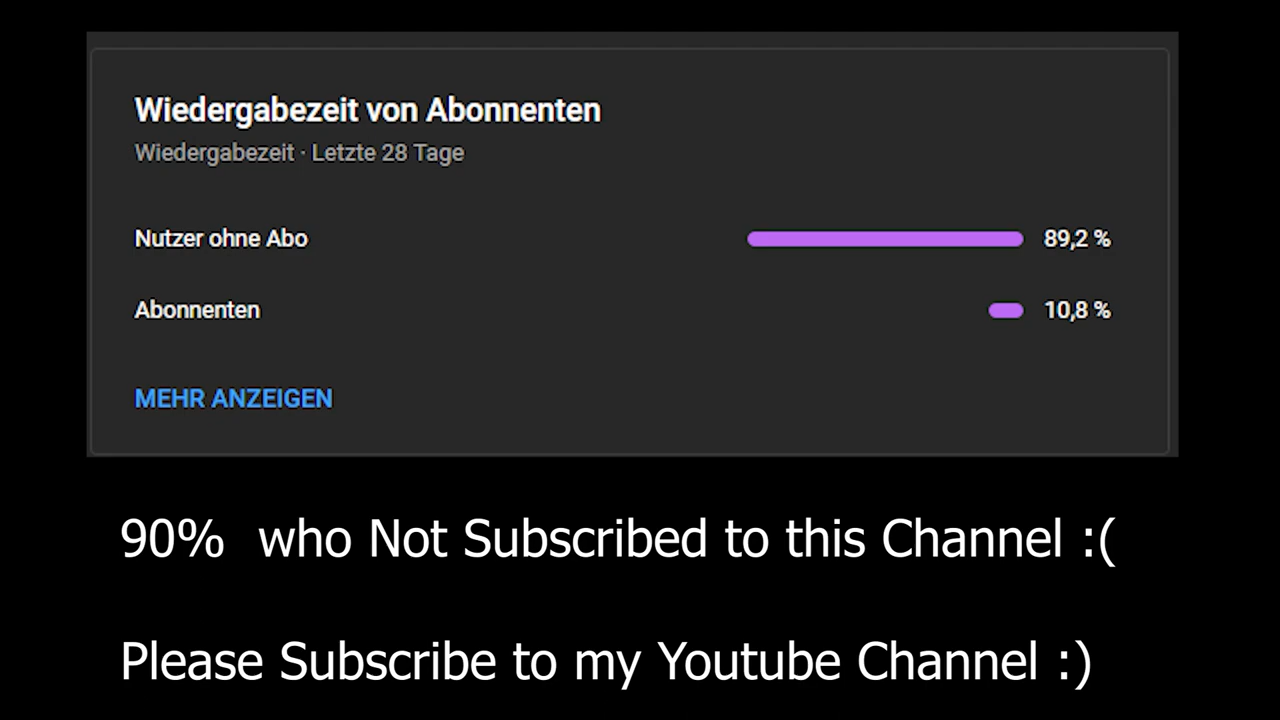 Wiedergabezeit von Abonnenten
Wiedergabezeit · Letzte 28 Tage
Nutzer ohne Abo 89,2 %
Abonnenten 10,8 %
MEHR ANZEIGEN
90% who Not Subscribed to this Channel :(
Please Subscribe to my Youtube Channel :)